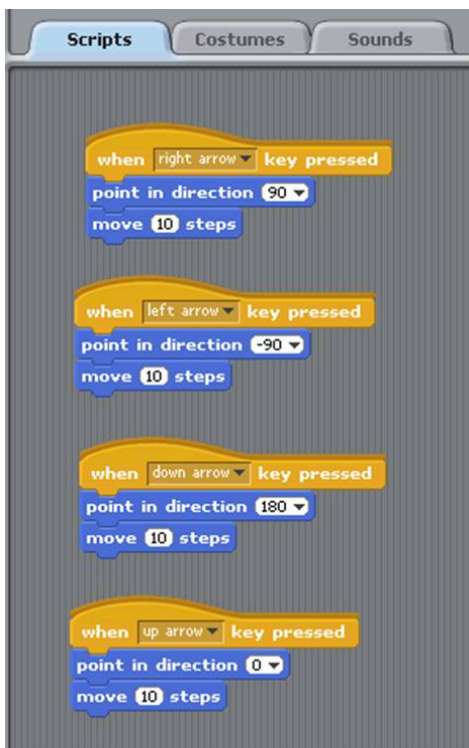 Scripts Costumes Sounds
when right arrow key pressed
point in direction 90
move 10 steps
when left arrow key pressed
point in direction -90
move 10 steps
when down arrow key pressed
point in direction 180
move 10 steps
when up arrow key pressed
point in direction 0
move 10 steps